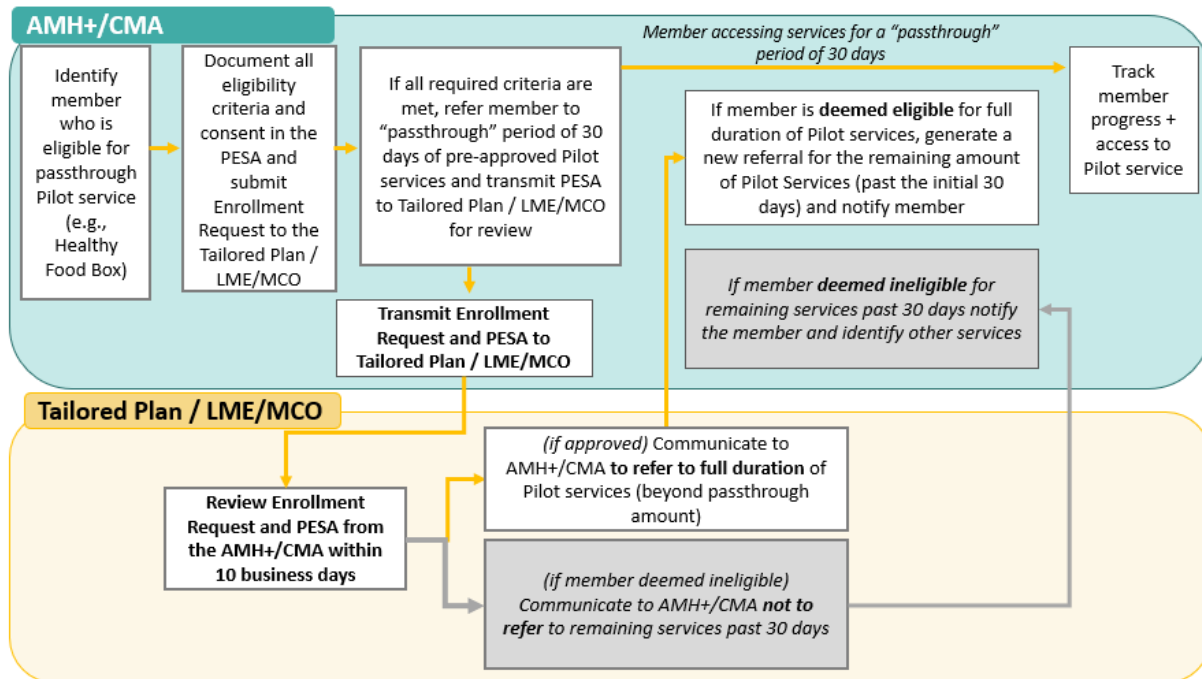 AMH+/CMA
Identify
member
who is
eligible for
passthrough
Pilot service
(e.g.,
Healthy
Food Box)
Document all
eligibility
criteria and
consent in the
PESA and
submit
Enrollment
Request to the
Tailored Plan /
LME/MCO
If all required criteria are
met, refer member to
“passthrough” period of 30
days of pre-approved Pilot
services and transmit PESA
to Tailored Plan / LME/MCO
for review
Member accessing services for a “passthrough”
period of 30 days
Track
member
progress +
access to
Pilot service
If member is deemed eligible for full
duration of Pilot services, generate a
new referral for the remaining amount
of Pilot Services (past the initial 30
days) and notify member
If member deemed ineligible for
remaining services past 30 days notify
the member and identify other services
Transmit Enrollment
Request and PESA to
Tailored Plan / LME/MCO
Tailored Plan / LME/MCO
Review Enrollment
Request and PESA from
the AMH+/CMA within
10 business days
(if approved) Communicate to
AMH+/CMA to refer to full duration of
Pilot services (beyond passthrough
amount)
(if member deemed ineligible)
Communicate to AMH+/CMA not to
refer to remaining services past 30 days